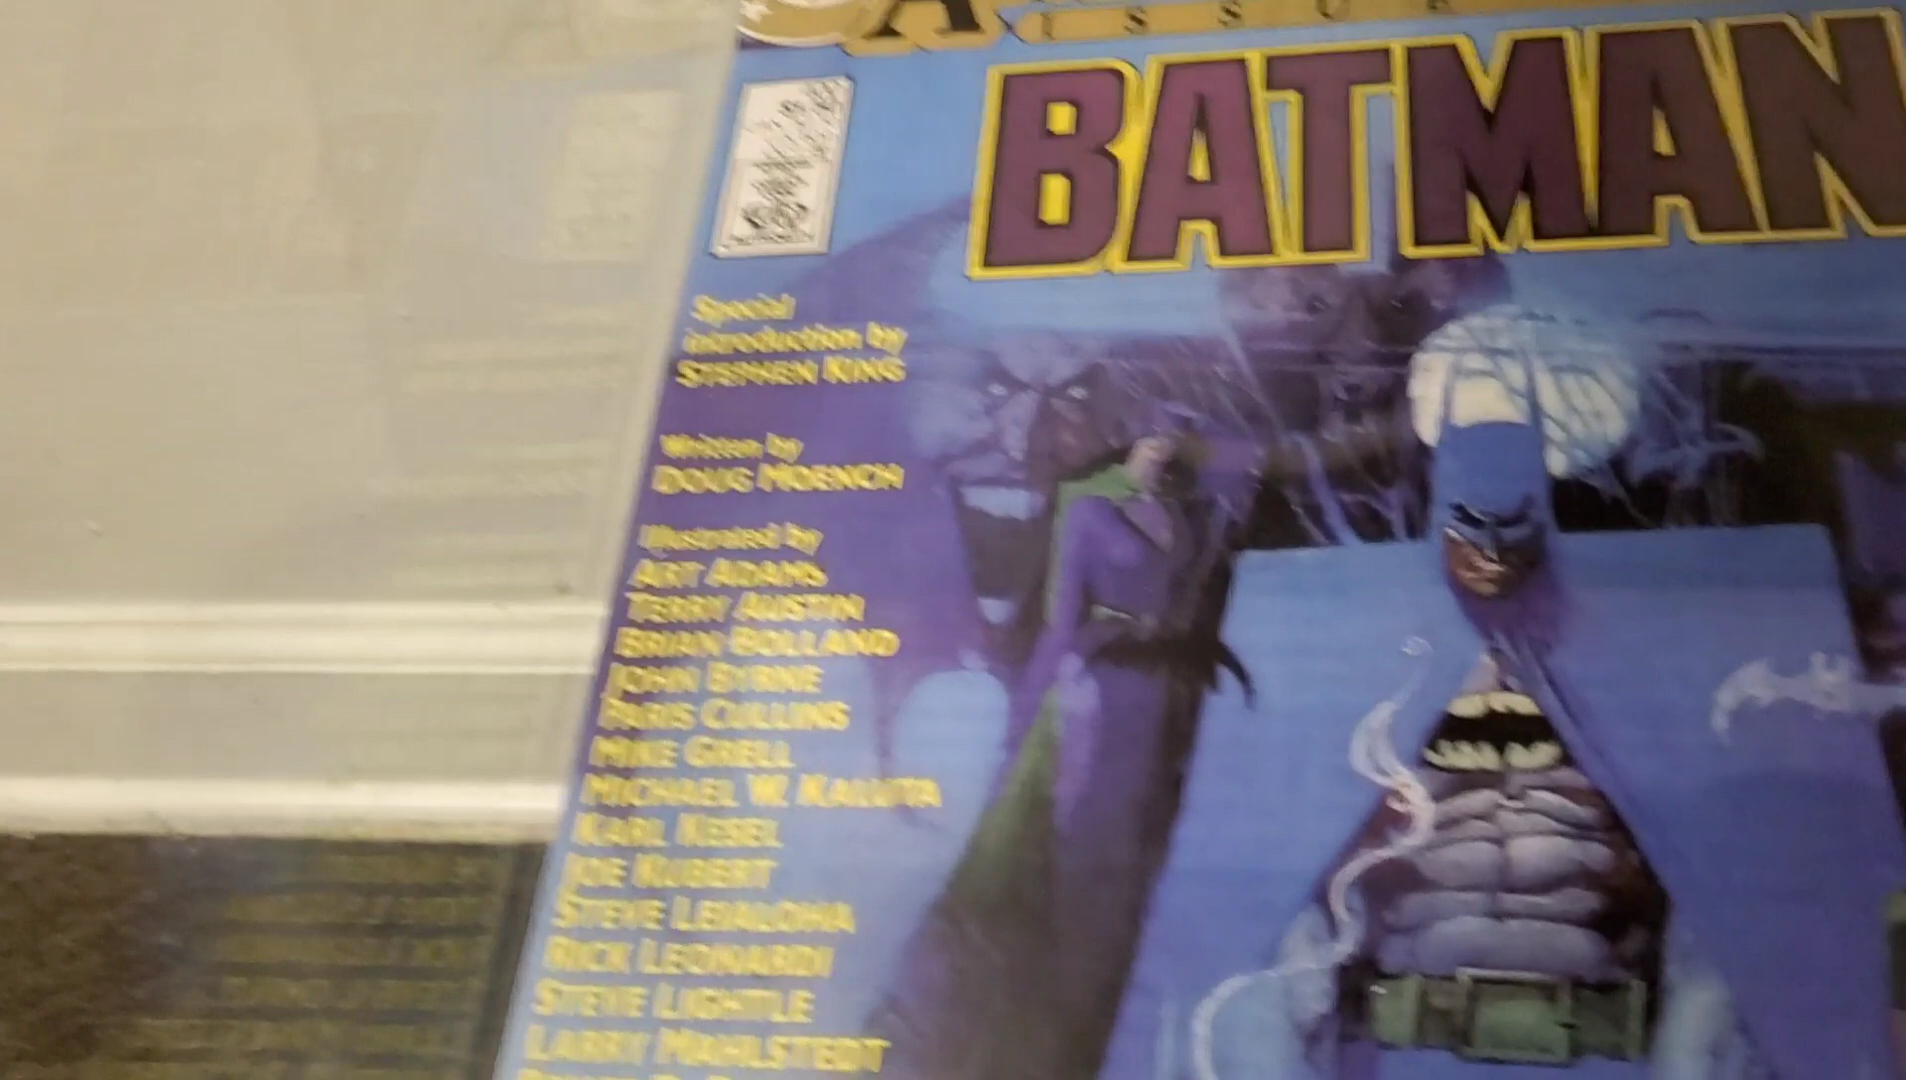 ISSUE
BATMAN
Special
introduction by
STEPHEN KING
Written by
DOUG MOENCH
Illustrated by
ART ADAMS
TERRY AUSTIN
BRIAN BOLLAND
JOHN BYRNE
PARIS CULLINS
MIKE GRELL
MICHAEL W. KALUTA
KARL KESEL
JOE KUBERT
STEVE LEIALOHA
RICK LEONARDI
STEVE LIGHTLE
LARRY MAHLSTEDT